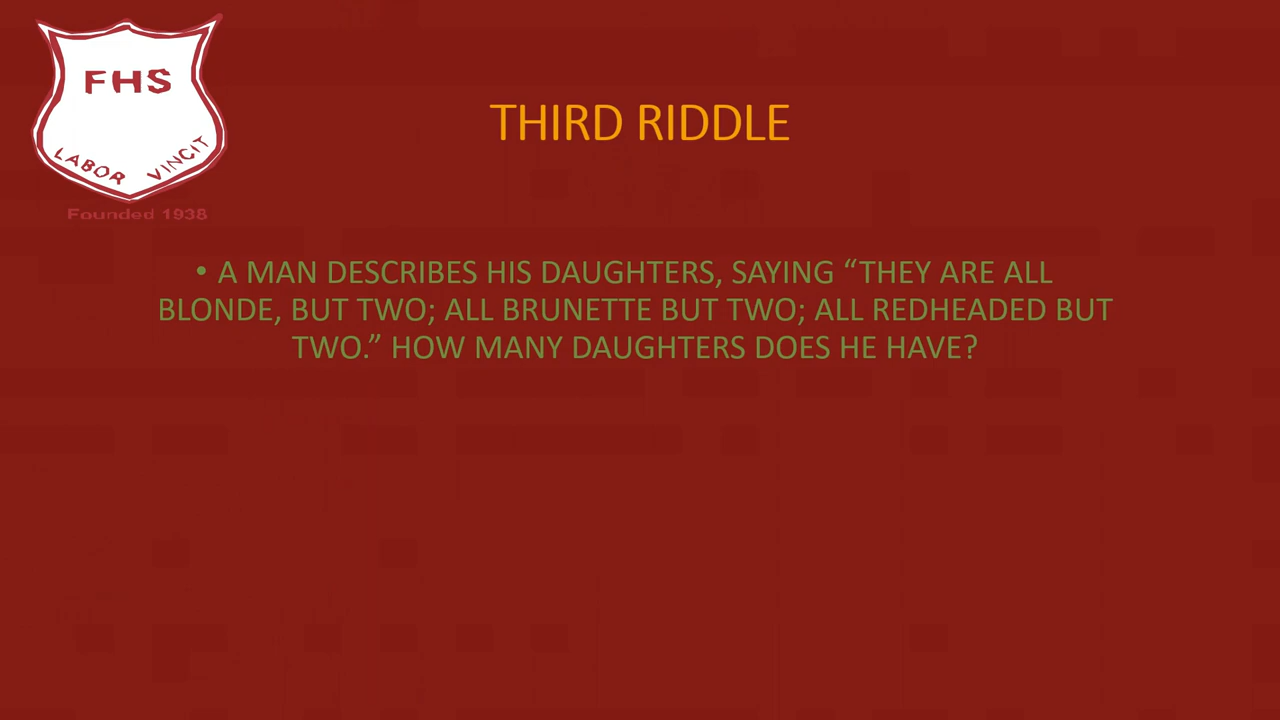 FHS
LABOR VINCIT
Founded 1938
THIRD RIDDLE
• A MAN DESCRIBES HIS DAUGHTERS, SAYING “THEY ARE ALL
BLONDE, BUT TWO; ALL BRUNETTE BUT TWO; ALL REDHEADED BUT
TWO.” HOW MANY DAUGHTERS DOES HE HAVE?